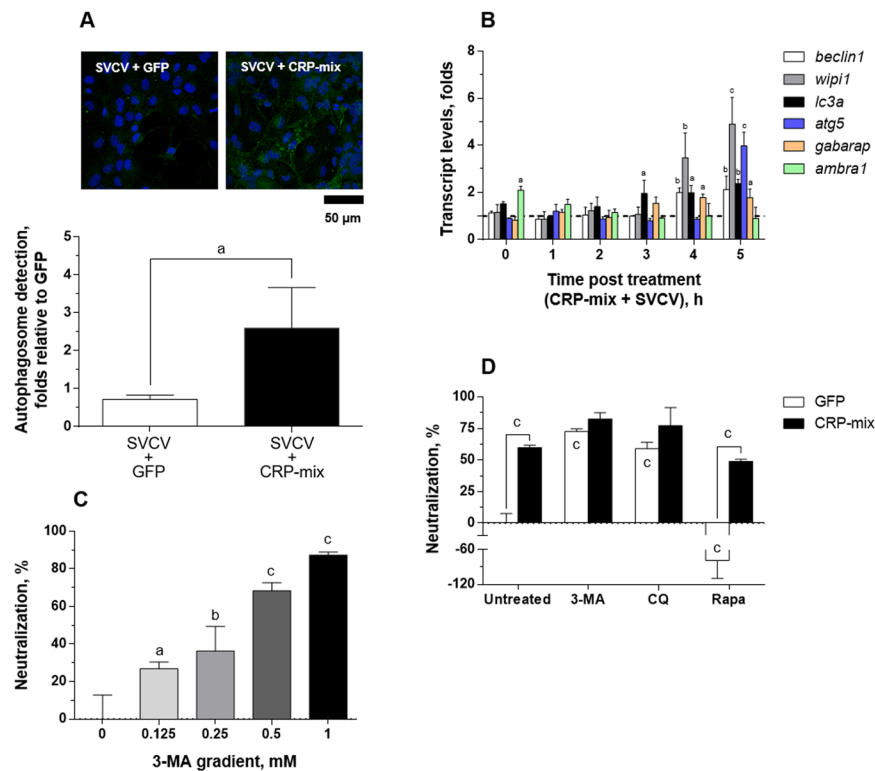 A
SVCV + GFP
SVCV + CRP-mix
50 µm
Autophagosome detection,
folds relative to GFP
5
4
3
2
1
0
a
SVCV
+
GFP
SVCV
+
CRP-mix
B
Transcript levels, folds
8
6
4
2
0
a
a
b
b
a
a
b
c
b
c
a
0
1
2
3
4
5
Time post treatment
(CRP-mix + SVCV), h
beclin1
wipi1
lc3a
atg5
gabarap
ambra1
C
Neutralization, %
100
80
60
40
20
0
a
b
c
c
0
0.125
0.25
0.5
1
3-MA gradient, mM
D
Neutralization, %
100
75
50
25
0
-60
-120
c
c
c
c
c
Untreated
3-MA
CQ
Rapa
GFP
CRP-mix